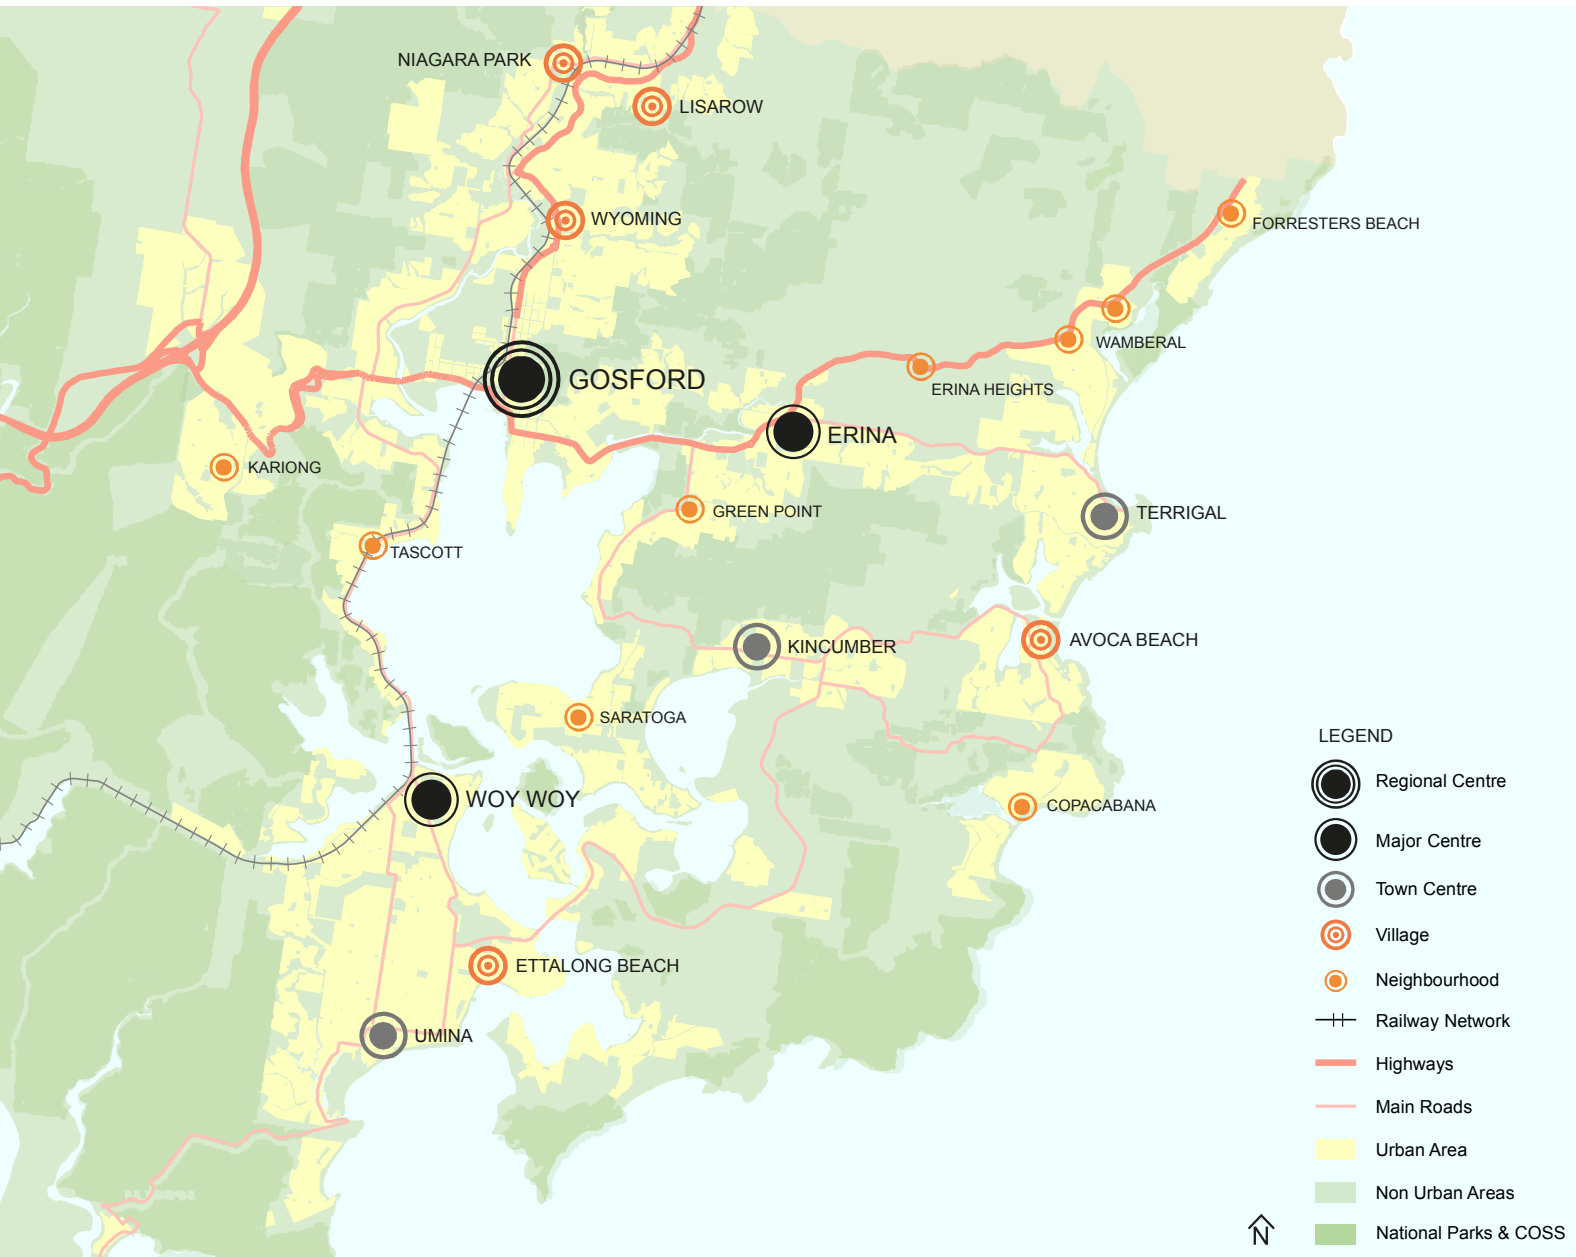 NIAGARA PARK
LISAROW
WYOMING
FORRESTERS BEACH
WAMBERAL
GOSFORD
ERINA HEIGHTS
ERINA
KARIONG
GREEN POINT
TERRIGAL
TASCOTT
AVOCA BEACH
KINCUMBER
SARATOGA
WOY WOY
COPACABANA
ETTALONG BEACH
UMINA
LEGEND
Regional Centre
Major Centre
Town Centre
Village
Neighbourhood
Railway Network
Highways
Main Roads
Urban Area
Non Urban Areas
National Parks & COSS
N